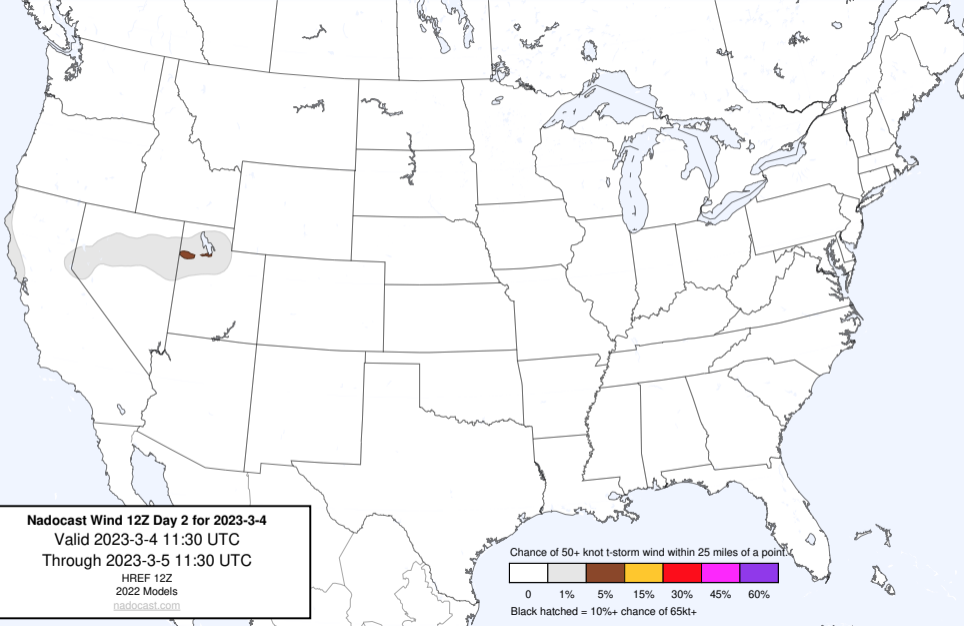 Nadocast Wind 12Z Day 2 for 2023-3-4
Valid 2023-3-4 11:30 UTC
Through 2023-3-5 11:30 UTC
HREF 12Z
2022 Models
nadocast.com
Chance of 50+ knot t-storm wind within 25 miles of a point.
0 1% 5% 15% 30% 45% 60%
Black hatched = 10%+ chance of 65kt+